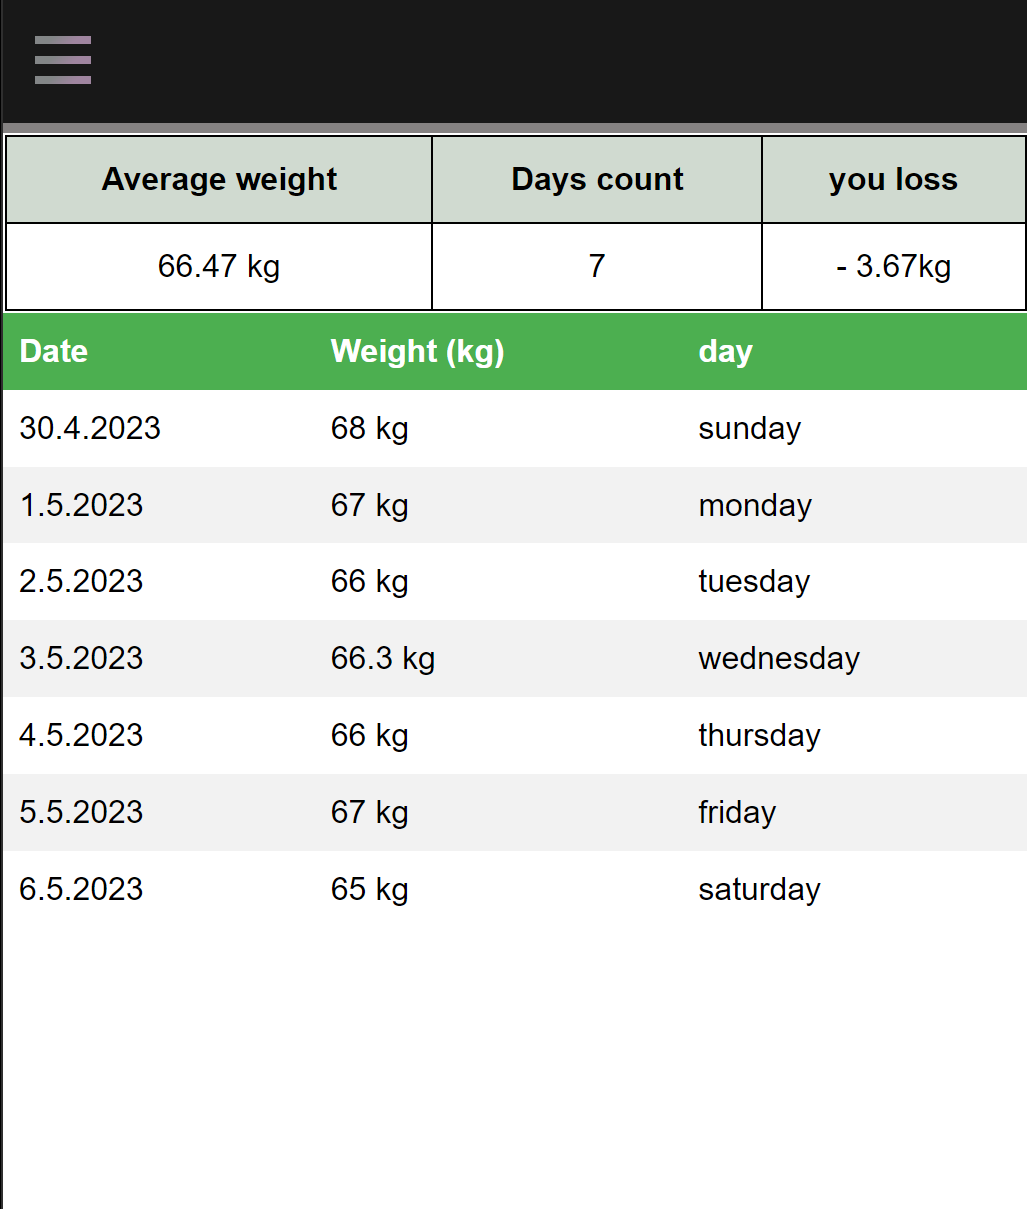 Average weight Days count you loss
66.47 kg 7 - 3.67kg
Date Weight (kg) day
30.4.2023 68 kg sunday
1.5.2023 67 kg monday
2.5.2023 66 kg tuesday
3.5.2023 66.3 kg wednesday
4.5.2023 66 kg thursday
5.5.2023 67 kg friday
6.5.2023 65 kg saturday